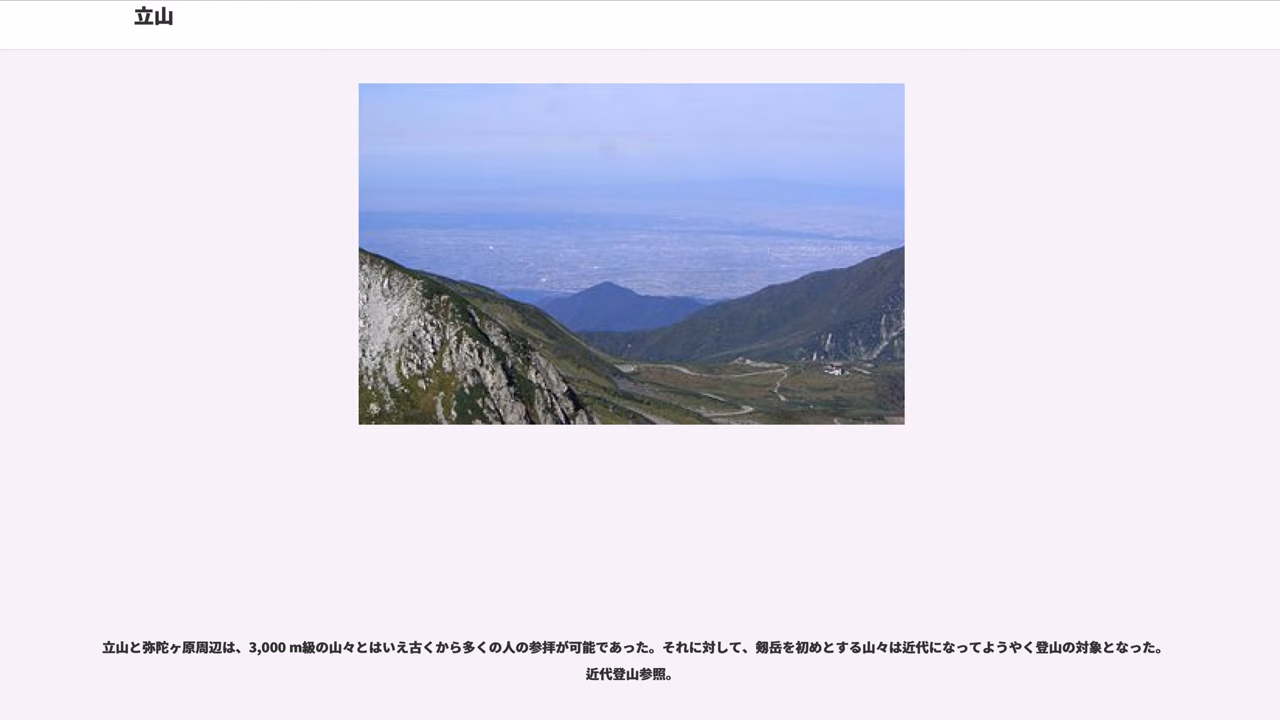 立山
立山と弥陀ヶ原周辺は、3,000 m級の山々とはいえ古くから多くの人の参拝が可能であった。それに対して、剱岳を初めとする山々は近代になってようやく登山の対象となった。
近代登山参照。